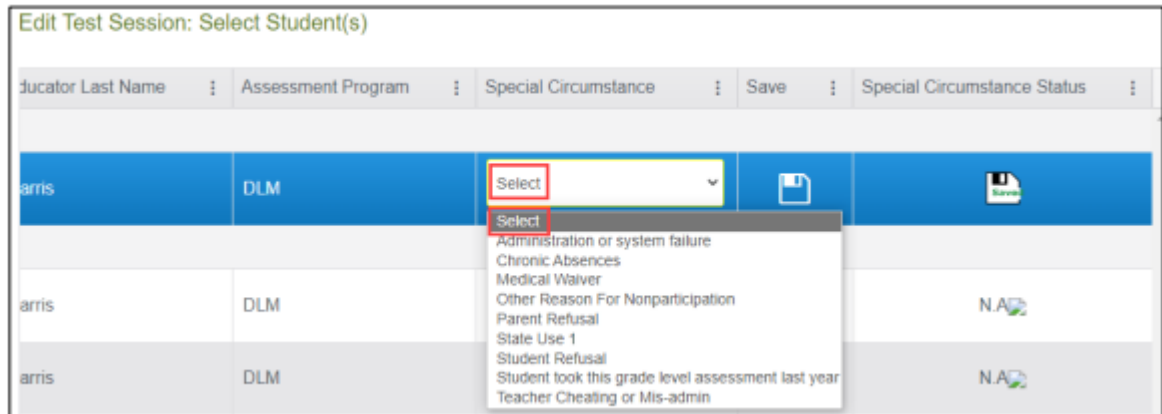 Edit Test Session: Select Student(s)
ducator Last Name Assessment Program Special Circumstance Save Special Circumstance Status
arris DLM Select Saved
Select
Administration or system failure
Chronic Absences
Medical Waiver
arris DLM Other Reason For Nonparticipation N.A
Parent Refusal
State Use 1
Student Refusal
arris DLM Student took this grade level assessment last year N.A
Teacher Cheating or Mis-admin